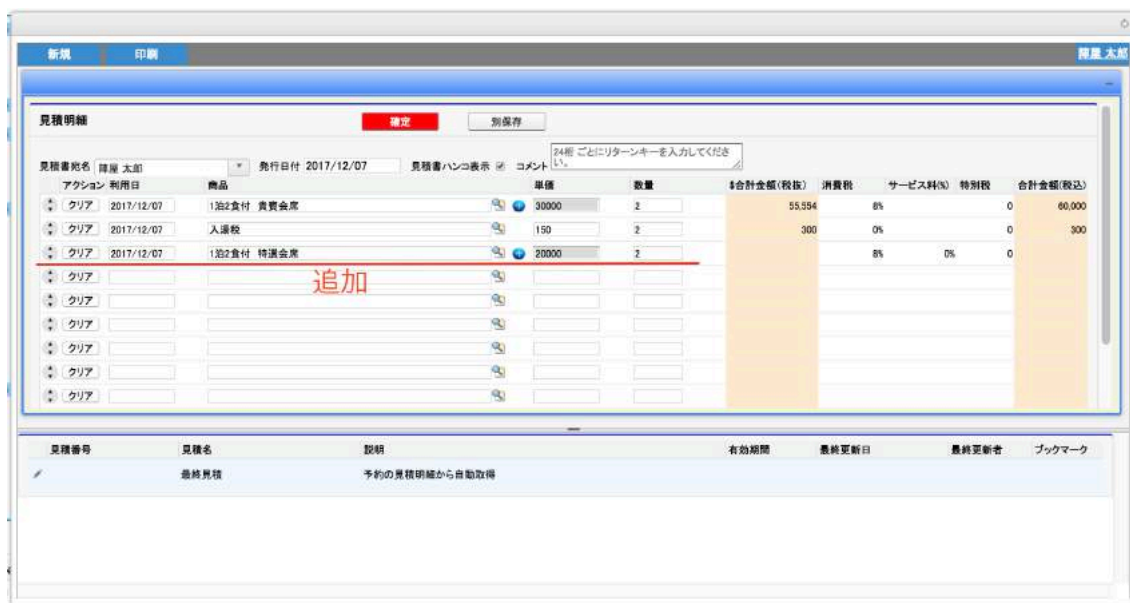 新規 印刷 陣屋 太郎
見積明細 確定 別保存
24桁 ごとにリターンキーを入力してください。
見積書宛名 陣屋 太郎 発行日付 2017/12/07 見積書ハンコ表示 コメント
アクション 利用日 商品 単価 数量 合計金額(税抜) 消費税 サービス料(%) 特別税 合計金額(税込)
クリア 2017/12/07 1泊2食付 貴賓会席 30000 2 55,554 8% 0 60,000
クリア 2017/12/07 入湯税 150 2 300 0% 0 300
クリア 2017/12/07 1泊2食付 特選会席 20000 2 8% 0% 0
追加
クリア
クリア
クリア
クリア
クリア
クリア
見積番号 見積名 説明 有効期間 最終更新日 最終更新者 ブックマーク
最終見積 予約の見積明細から自動取得